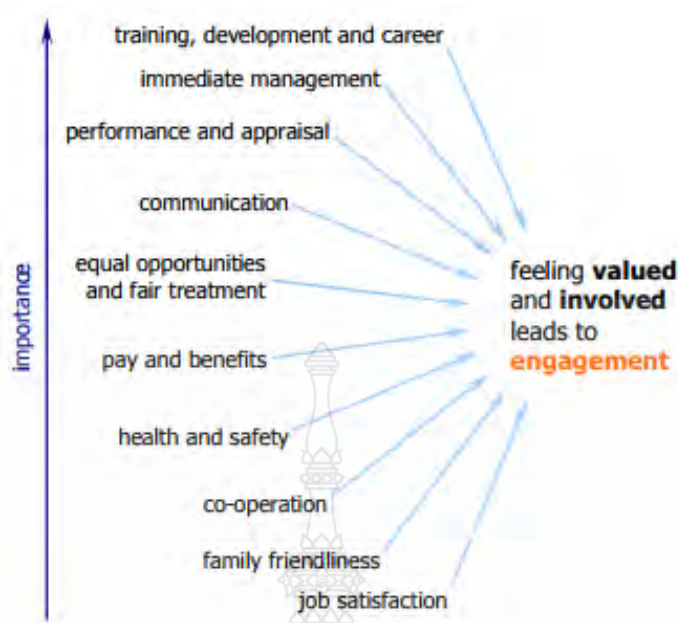 training, development and career
immediate management
performance and appraisal
communication
equal opportunities
and fair treatment
pay and benefits
health and safety
co-operation
family friendliness
job satisfaction
importance
feeling valued
and involved
leads to
engagement